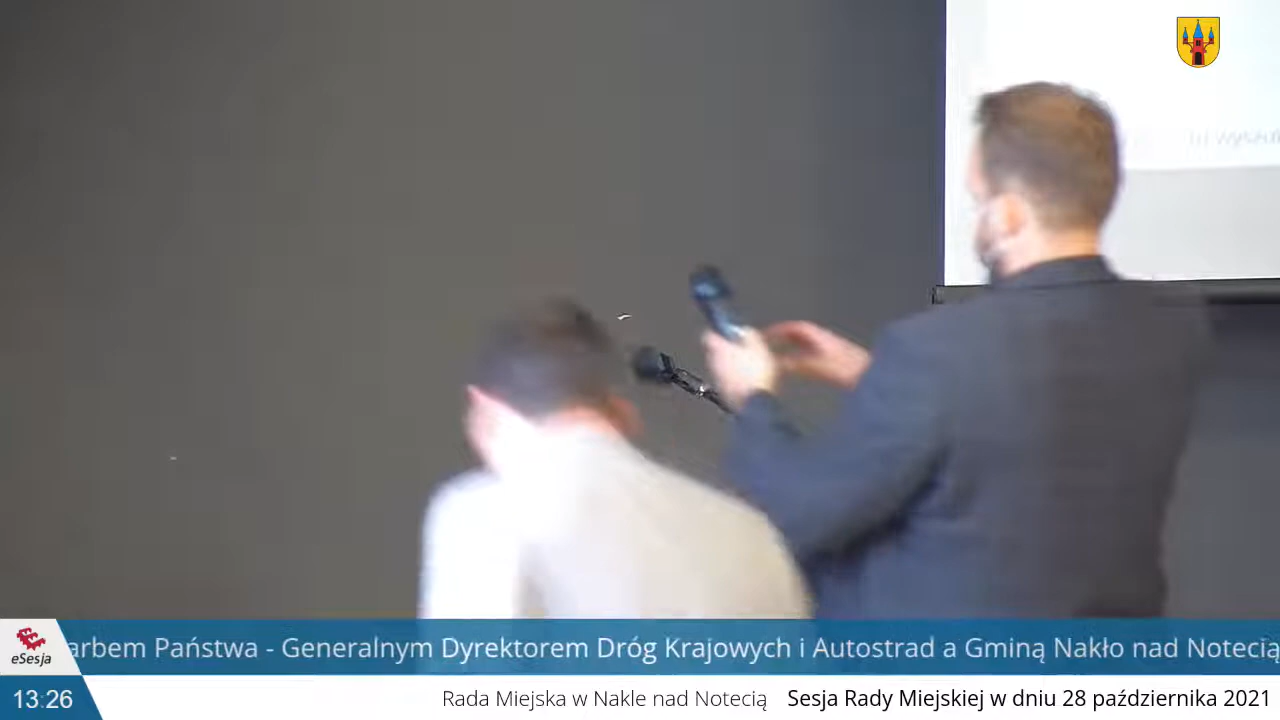 arbem Państwa - Generalnym Dyrektorem Dróg Krajowych i Autostrad a Gminą Nakło nad Notecią
eSesja
13:26
Rada Miejska w Nakle nad Notecią Sesja Rady Miejskiej w dniu 28 października 2021